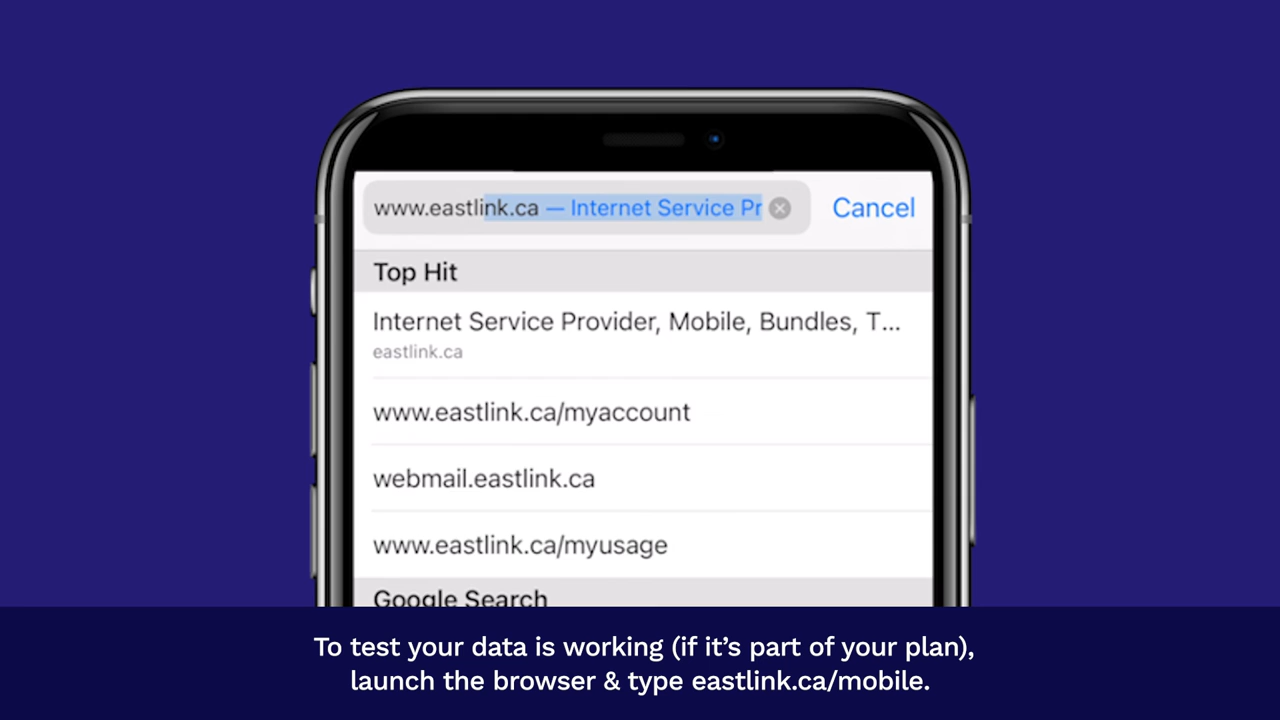 www.eastlink.ca — Internet Service Pr
Cancel
Top Hit
Internet Service Provider, Mobile, Bundles, T...
eastlink.ca
www.eastlink.ca/myaccount
webmail.eastlink.ca
www.eastlink.ca/myusage
Google Search
To test your data is working (if it’s part of your plan),
launch the browser & type eastlink.ca/mobile.